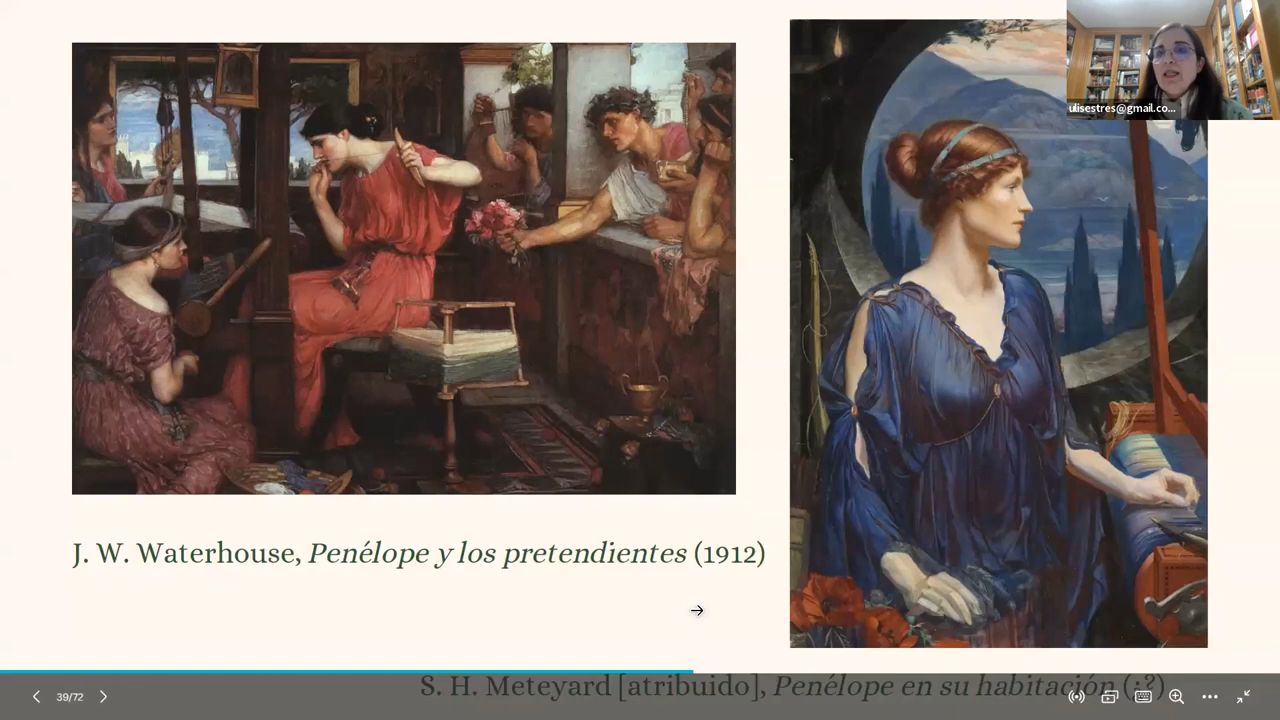 ulisestres@gmail.co...
J. W. Waterhouse, Penélope y los pretendientes (1912)
S. H. Meteyard [atribuido], Penélope en su habitación (¿?)
39/72